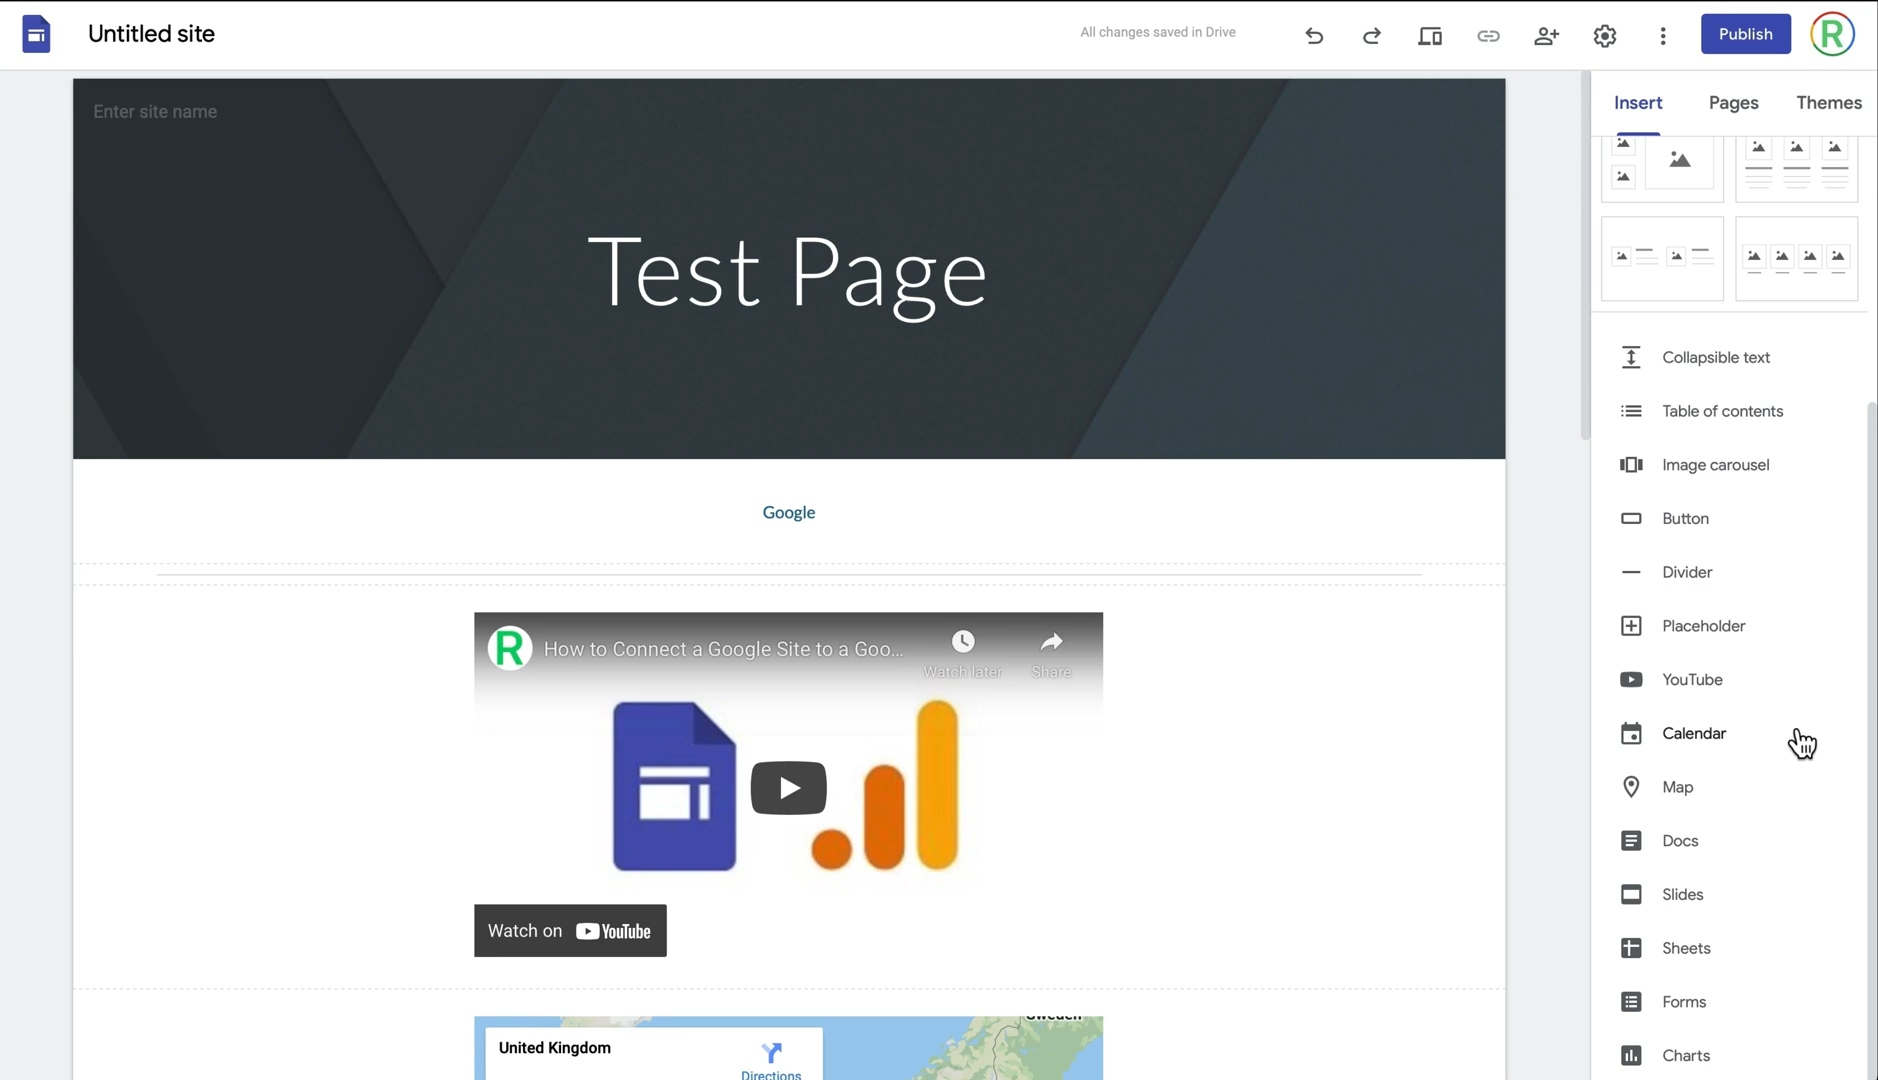 Untitled site
All changes saved in Drive
Publish
R
Insert
Pages
Themes
Enter site name
Test Page
Google
R
How to Connect a Google Site to a Goo...
Watch later
Share
Watch on YouTube
United Kingdom
Directions
Sweden
Collapsible text
Table of contents
Image carousel
Button
Divider
Placeholder
YouTube
Calendar
Map
Docs
Slides
Sheets
Forms
Charts